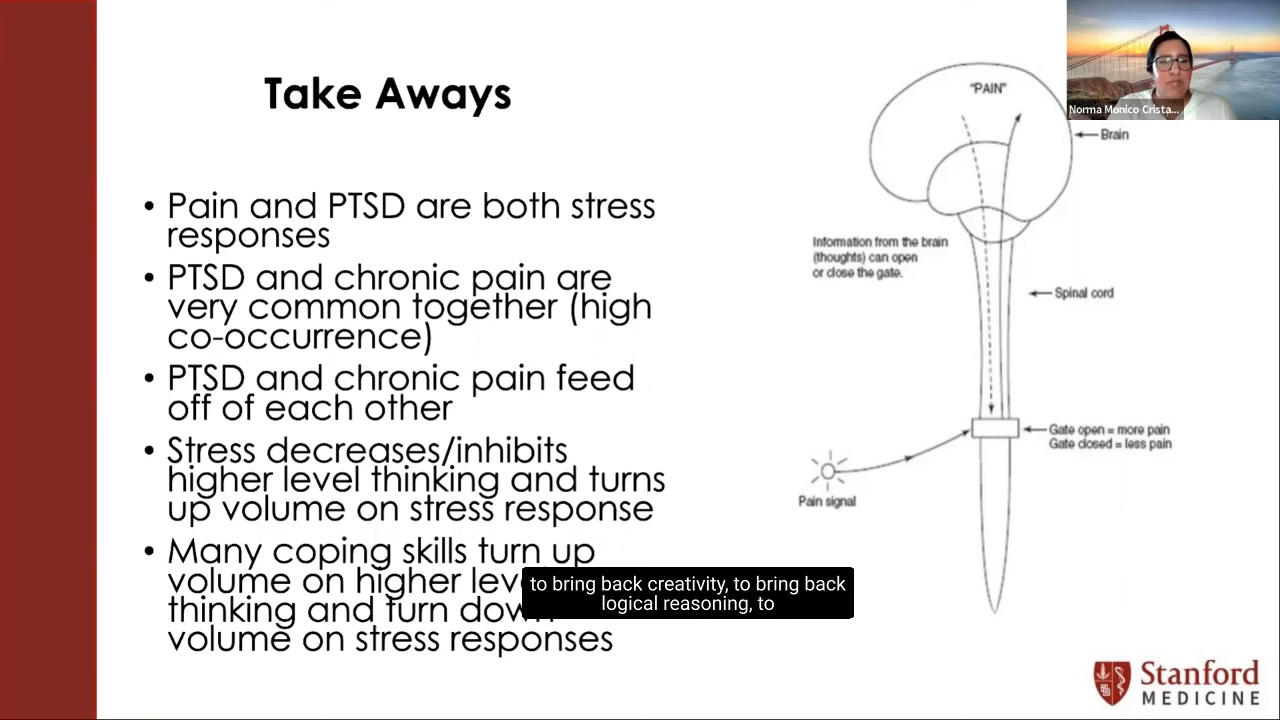 Take Aways
• Pain and PTSD are both stress
responses
• PTSD and chronic pain are
very common together (high
co-occurrence)
• PTSD and chronic pain feed
off of each other
• Stress decreases/inhibits
higher level thinking and turns
up volume on stress response
• Many coping skills turn up
volume on higher
thinking and turn
volume on stress responses
to bring back creativity, to bring back
logical reasoning, to
"PAIN"
Brain
Information from the brain
(thoughts) can open
or close the gate.
Spinal cord
Gate open = more pain
Gate closed = less pain
Pain signal
Norma Monico Crista...
Stanford
MEDICINE